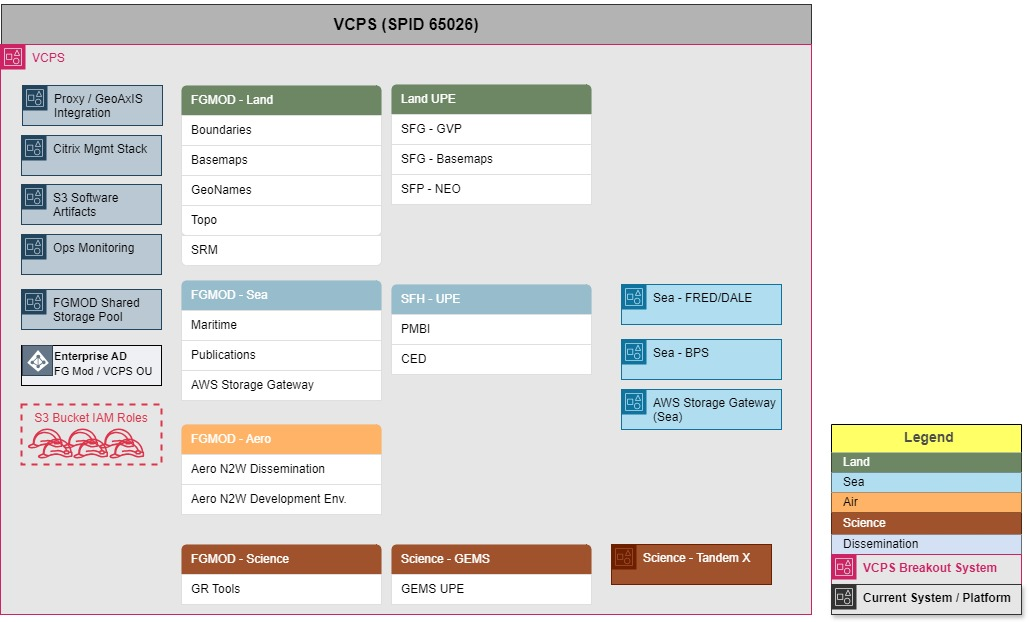 VCPS (SPID 65026)
VCPS
Proxy / GeoAxIS
Integration
Citrix Mgmt Stack
S3 Software
Artifacts
Ops Monitoring
FGMOD Shared
Storage Pool
Enterprise AD
FG Mod / VCPS OU
S3 Bucket IAM Roles
FGMOD - Land
Boundaries
Basemaps
GeoNames
Topo
SRM
Land UPE
SFG - GVP
SFG - Basemaps
SFP - NEO
FGMOD - Sea
Maritime
Publications
AWS Storage Gateway
SFH - UPE
PMBI
CED
Sea - FRED/DALE
Sea - BPS
AWS Storage Gateway
(Sea)
FGMOD - Aero
Aero N2W Dissemination
Aero N2W Development Env.
FGMOD - Science
GR Tools
Science - GEMS
GEMS UPE
Science - Tandem X
Legend
Land
Sea
Air
Science
Dissemination
VCPS Breakout System
Current System / Platform